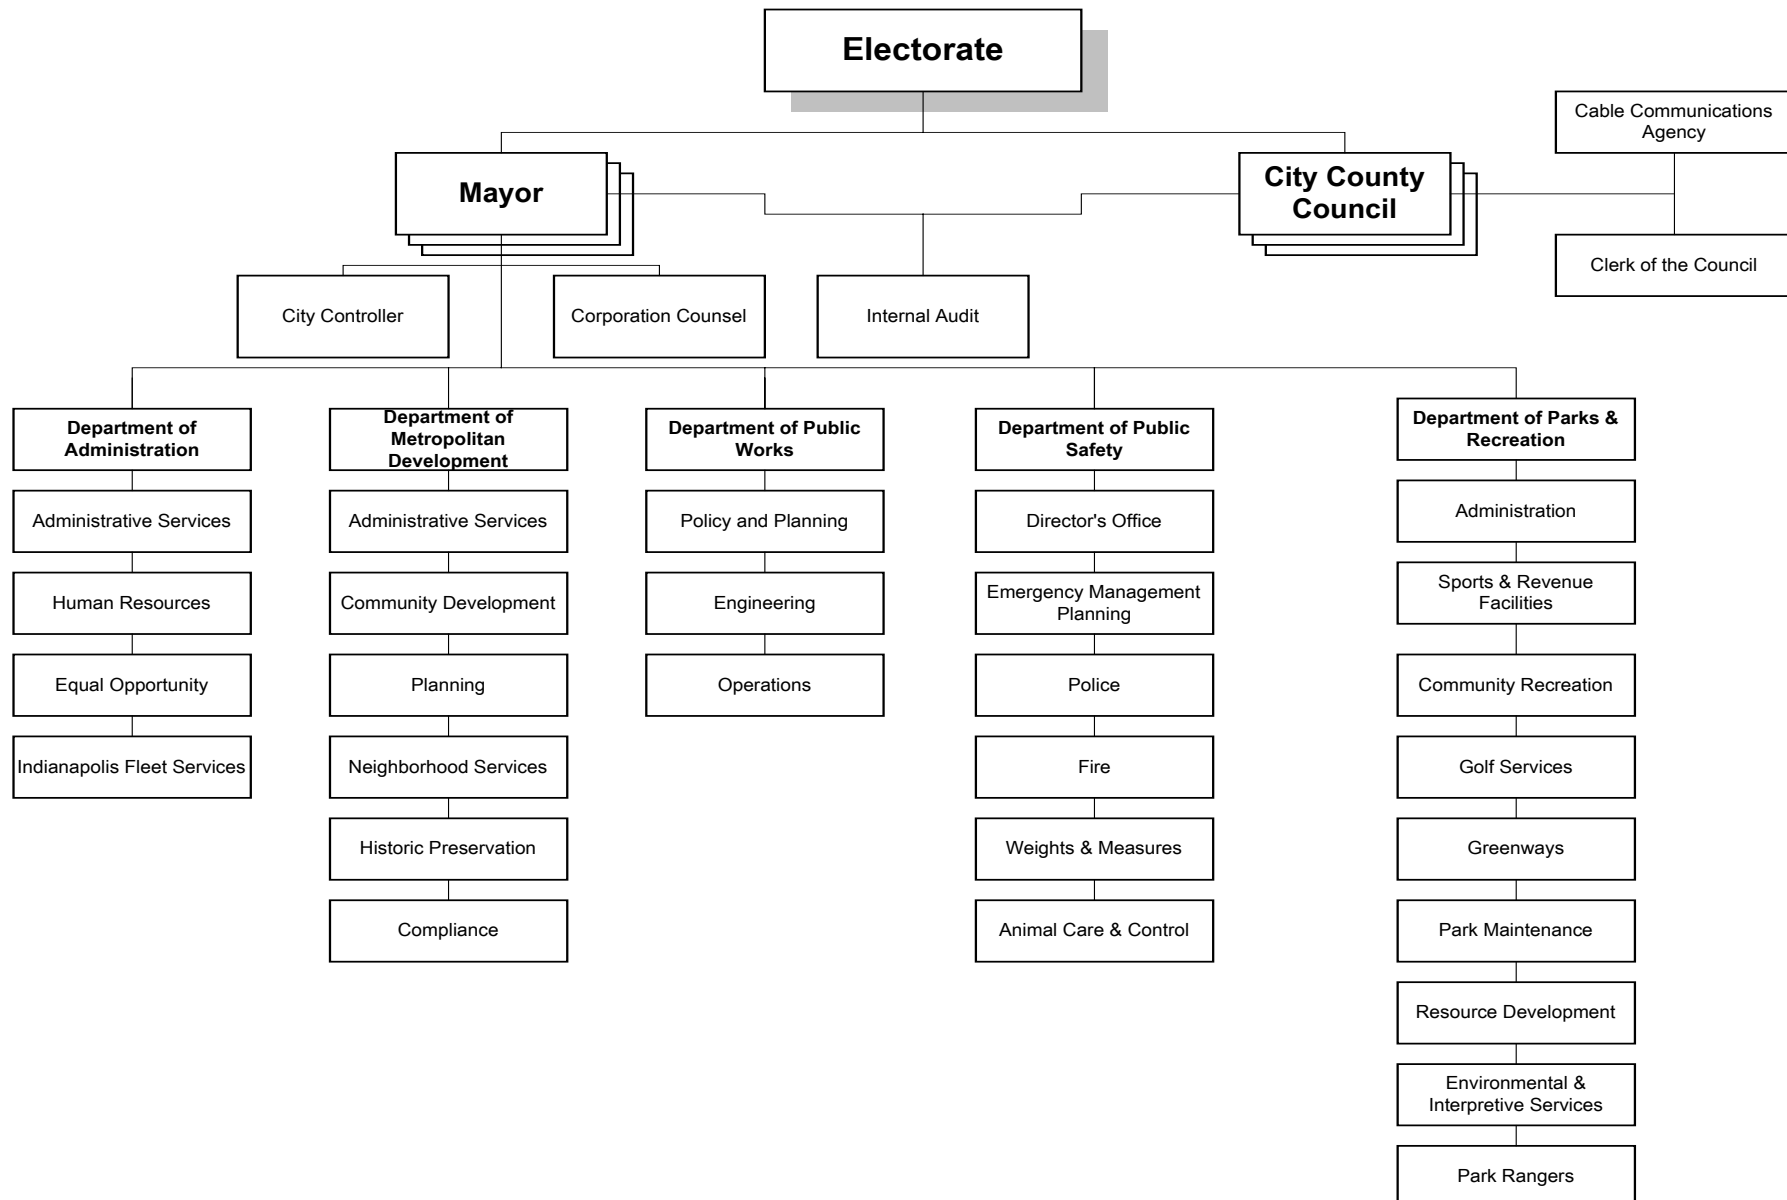 Electorate
Cable Communications
Agency
Mayor
City County
Council
Clerk of the Council
City Controller
Corporation Counsel
Internal Audit
Department of
Administration
Administrative Services
Human Resources
Equal Opportunity
Indianapolis Fleet Services
Department of
Metropolitan
Development
Administrative Services
Community Development
Planning
Neighborhood Services
Historic Preservation
Compliance
Department of Public
Works
Policy and Planning
Engineering
Operations
Department of Public
Safety
Director's Office
Emergency Management
Planning
Police
Fire
Weights & Measures
Animal Care & Control
Department of Parks &
Recreation
Administration
Sports & Revenue
Facilities
Community Recreation
Golf Services
Greenways
Park Maintenance
Resource Development
Environmental &
Interpretive Services
Park Rangers